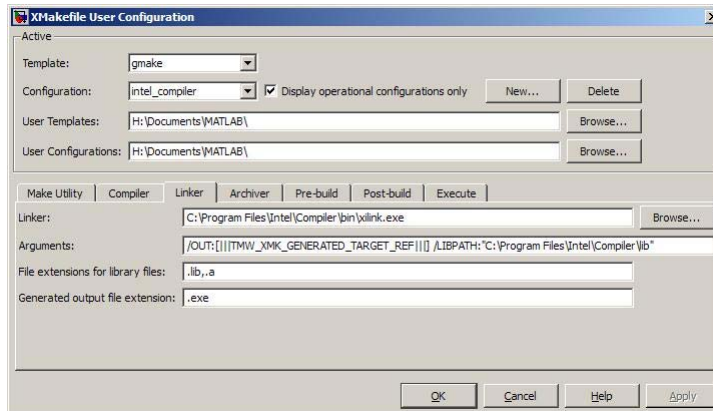 XMakefile User Configuration
Active
Template: gmake
Configuration: intel_compiler Display operational configurations only New... Delete
User Templates: H:\Documents\MATLAB\ Browse...
User Configurations: H:\Documents\MATLAB\ Browse...
Make Utility Compiler Linker Archiver Pre-build Post-build Execute
Linker: C:\Program Files\Intel\Compiler\bin\xilink.exe Browse...
Arguments: /OUT:[|||TMW_XMK_GENERATED_TARGET_REF|||] /LIBPATH:"C:\Program Files\Intel\Compiler\lib"
File extensions for library files: .lib,.a
Generated output file extension: .exe
OK Cancel Help Apply